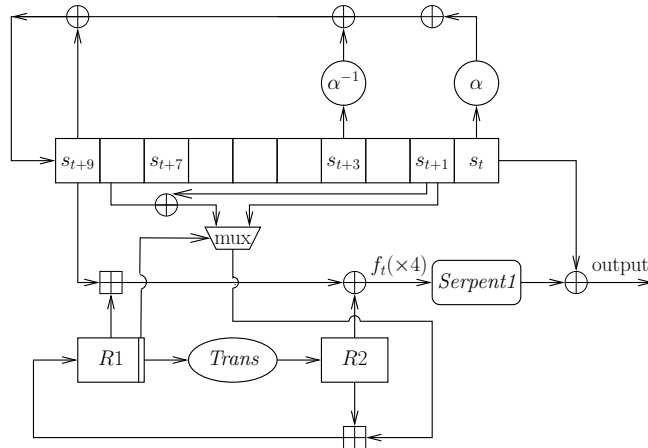 α⁻¹
α
s_{t+9}
s_{t+7}
s_{t+3}
s_{t+1}
s_t
mux
f_t(×4)
Serpent1
output
R1
Trans
R2